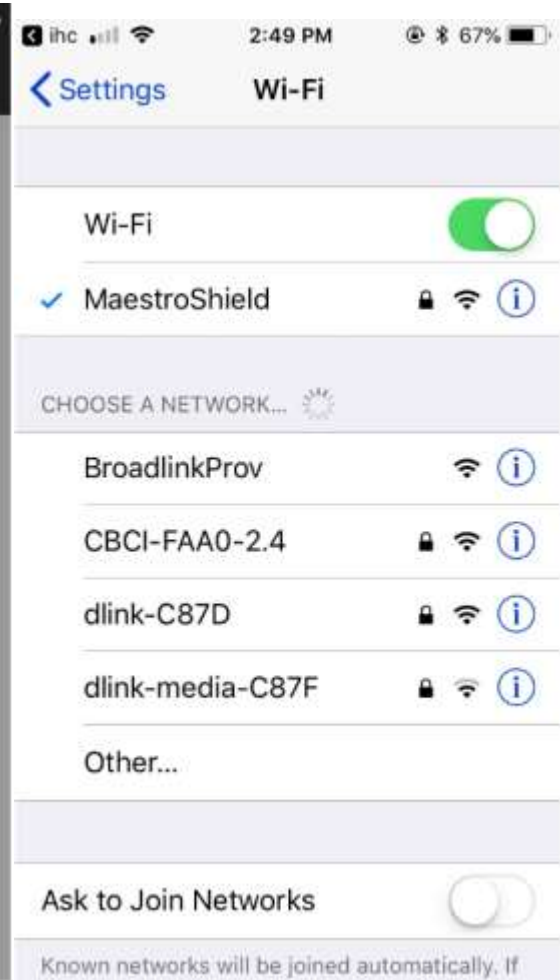 ihc 2:49 PM 67%
Settings Wi-Fi
Wi-Fi
MaestroShield
CHOOSE A NETWORK...
BroadlinkProv
CBCI-FAA0-2.4
dlink-C87D
dlink-media-C87F
Other...
Ask to Join Networks
Known networks will be joined automatically. If